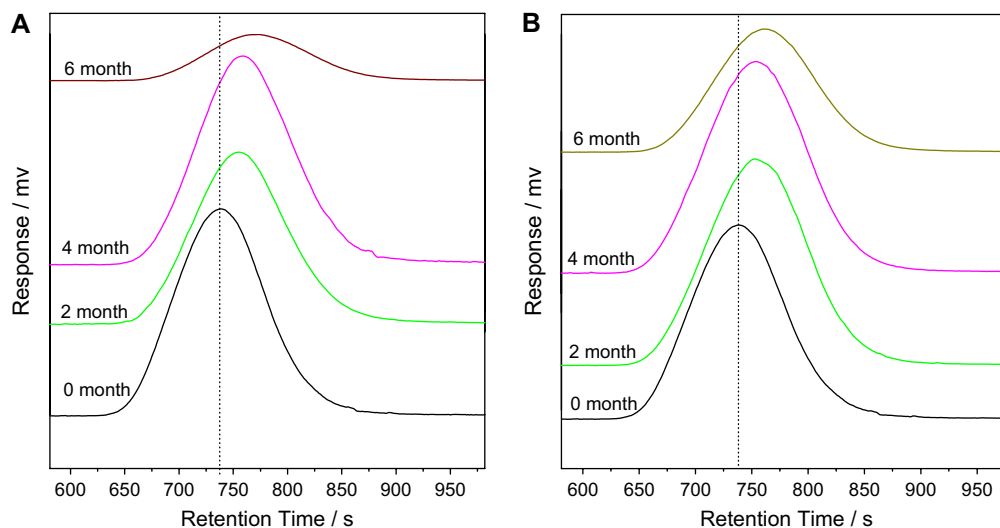 A
6 month
4 month
2 month
0 month
Response / mv
600 650 700 750 800 850 900 950
Retention Time / s
B
6 month
4 month
2 month
0 month
Response / mv
600 650 700 750 800 850 900 950
Retention Time / s